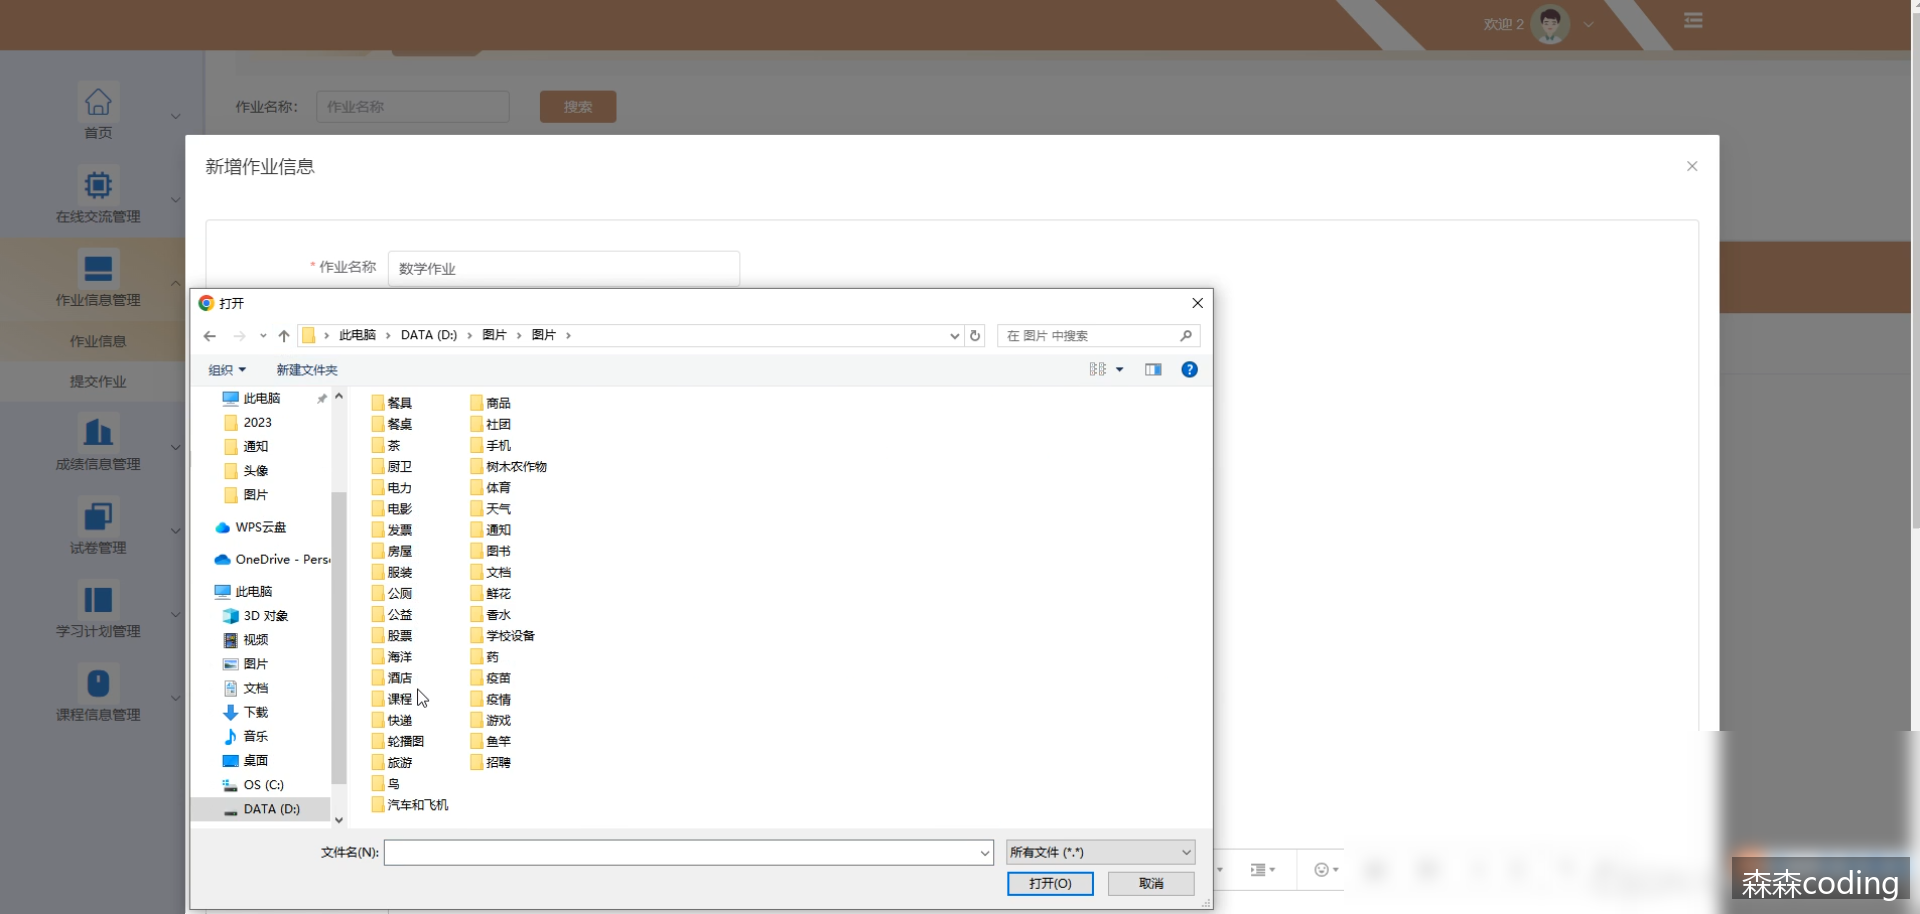 欢迎 2
作业名称： 作业名称 搜索
首页
在线交流管理
作业信息管理
作业信息
提交作业
成绩信息管理
试卷管理
学习计划管理
课程信息管理
新增作业信息
* 作业名称 数学作业
打开
此电脑 DATA (D:) 图片 图片
在 图片 中搜索
组织 新建文件夹
此电脑
2023
通知
头像
图片
WPS云盘
OneDrive - Pers
此电脑
3D 对象
视频
图片
文档
下载
音乐
桌面
OS (C:)
DATA (D:)
餐具
餐桌
茶
厨卫
电力
电影
发票
房屋
服装
公厕
公益
股票
海洋
酒店
课程
快递
轮播图
旅游
鸟
汽车和飞机
商品
社团
手机
树木农作物
体育
天气
通知
图书
文档
鲜花
香水
学校设备
药
疫苗
疫情
游戏
鱼竿
招聘
文件名(N):
所有文件 (*.*)
打开(O) 取消
森森coding